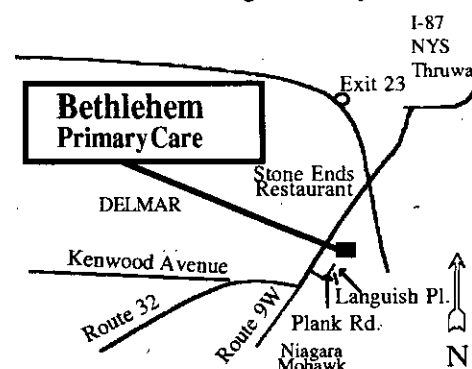 I-87
NYS
Thruwa
Exit 23
Bethlehem
Primary Care
Stone Ends
Restaurant
DELMAR
Kenwood Avenue
Languish Pl.
Route 32
Route 9W
Plank Rd.
Niagara
Mohawk
N